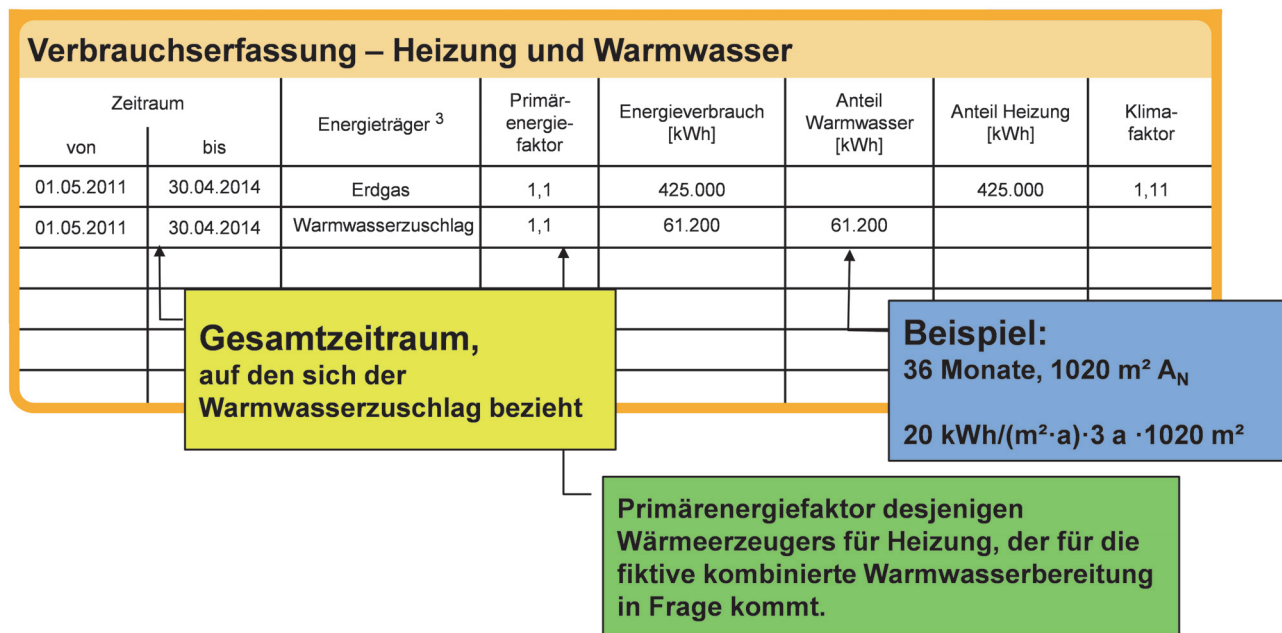 Verbrauchserfassung – Heizung und Warmwasser
Zeitraum
von bis
Energieträger ³
Primär-
energie-
faktor
Energieverbrauch
[kWh]
Anteil
Warmwasser
[kWh]
Anteil Heizung
[kWh]
Klima-
faktor
01.05.2011 30.04.2014 Erdgas 1,1 425.000 425.000 1,11
01.05.2011 30.04.2014 Warmwasserzuschlag 1,1 61.200 61.200
Gesamtzeitraum,
auf den sich der
Warmwasserzuschlag bezieht
Beispiel:
36 Monate, 1020 m² Aₙ
20 kWh/(m²·a)·3 a ·1020 m²
Primärenergiefaktor desjenigen
Wärmeerzeugers für Heizung, der für die
fiktive kombinierte Warmwasserbereitung
in Frage kommt.